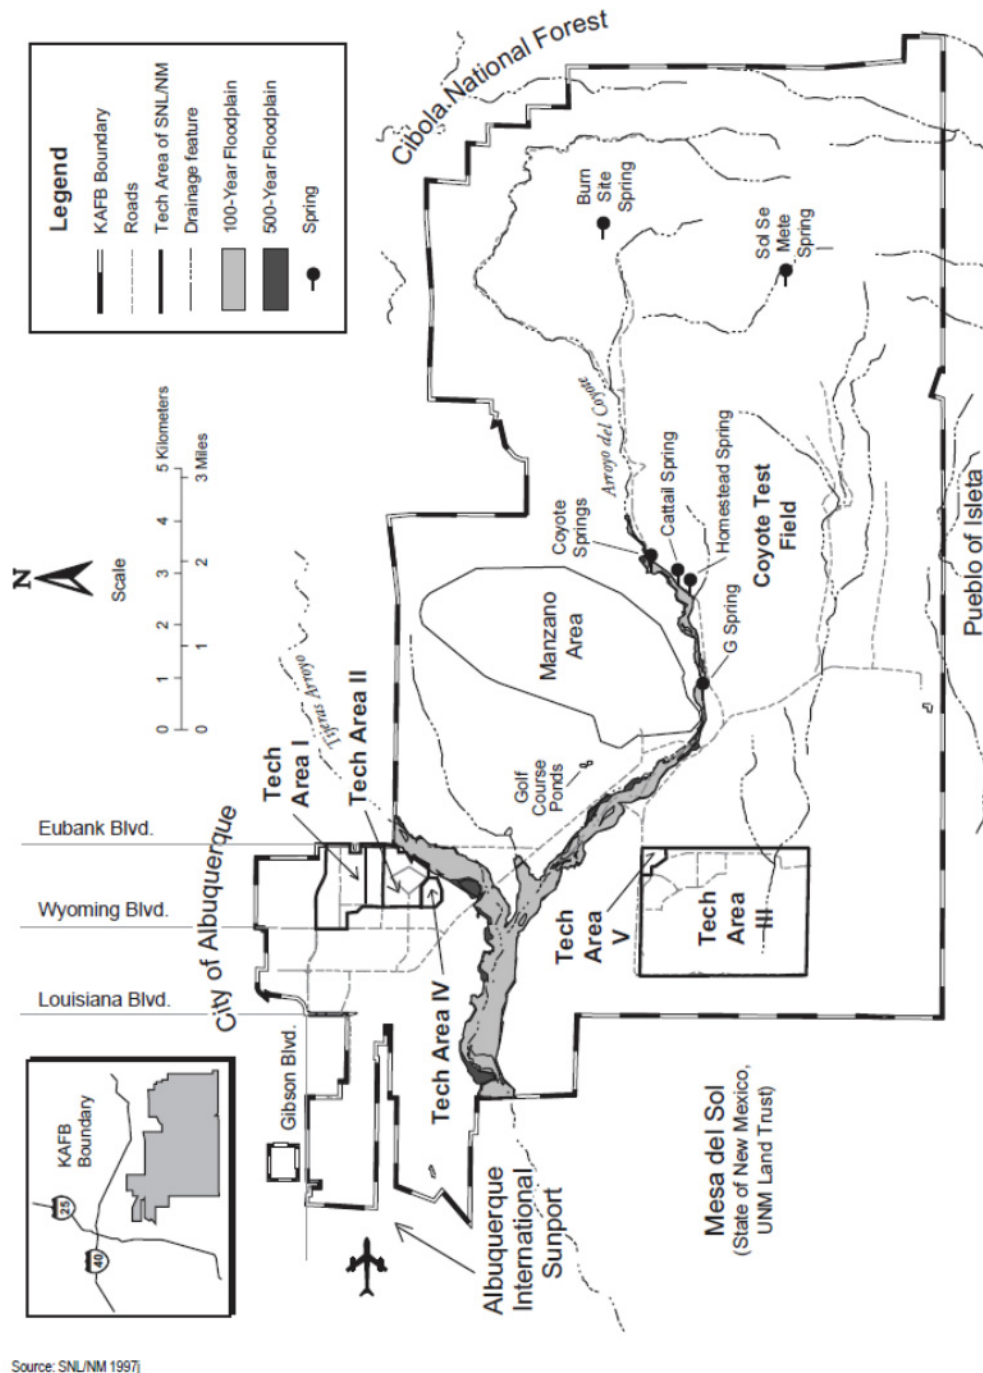 Legend
KAFB Boundary
Roads
Tech Area of SNL/NM
Drainage feature
100-Year Floodplain
500-Year Floodplain
Spring
Cibola National Forest
N
Scale
0 1 2 3 4 5 Kilometers
0 1 2 3 Miles
Burn
Site
Spring
Sol Se
Mete
Spring
Arroyo del Coyote
Coyote
Springs
Cattail Spring
Homestead Spring
Coyote Test
Field
G Spring
Manzano
Area
Pueblo of Isleta
Tijeras Arroyo
Tech
Area I
Tech Area II
Golf
Course
Ponds
Eubank Blvd.
Wyoming Blvd.
Louisiana Blvd.
City of Albuquerque
Gibson Blvd.
Tech Area IV
Tech
Area
V
Tech
Area
III
KAFB
Boundary
25
40
Albuquerque
International
Sunport
Mesa del Sol
(State of New Mexico,
UNM Land Trust)
Source: SNL/NM 1997j